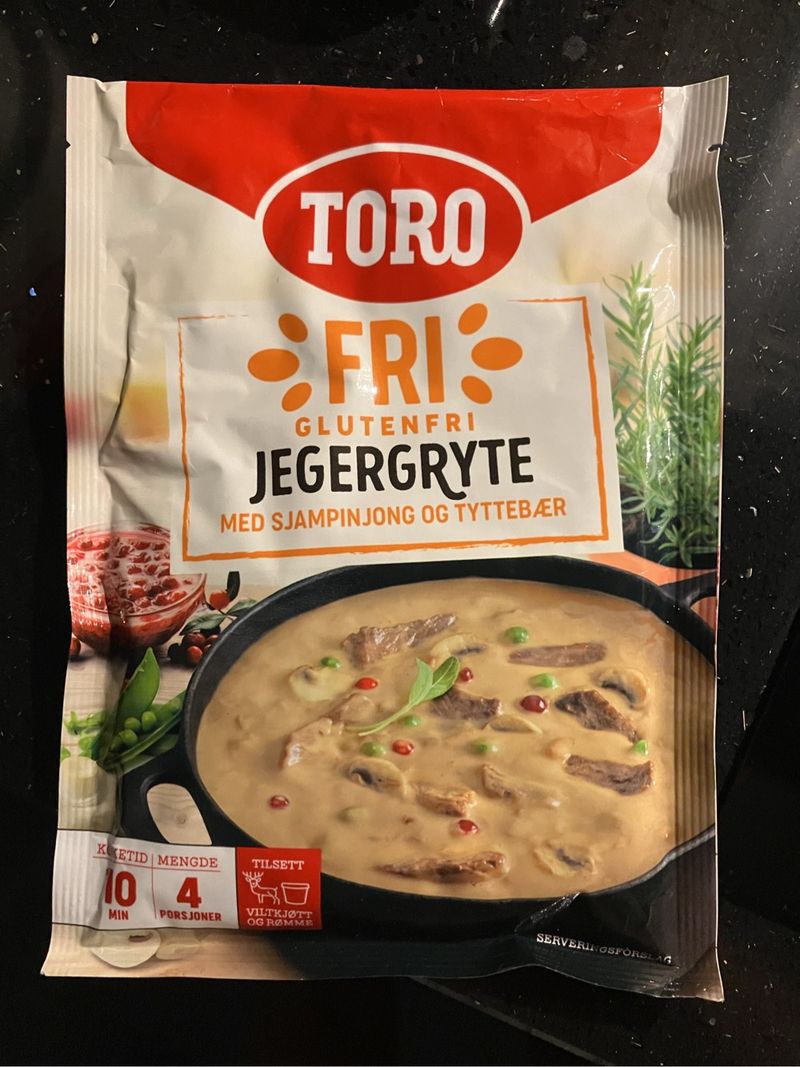 TORO
FRI
GLUTENFRI
JEGERGRYTE
MED SJAMPINJONG OG TYTTEBÆR
KOKETID
10
MIN
MENGDE
4
PORSJONER
TILSETT
VILTKJØTT
OG RØMME
SERVERINGSFORSLAG